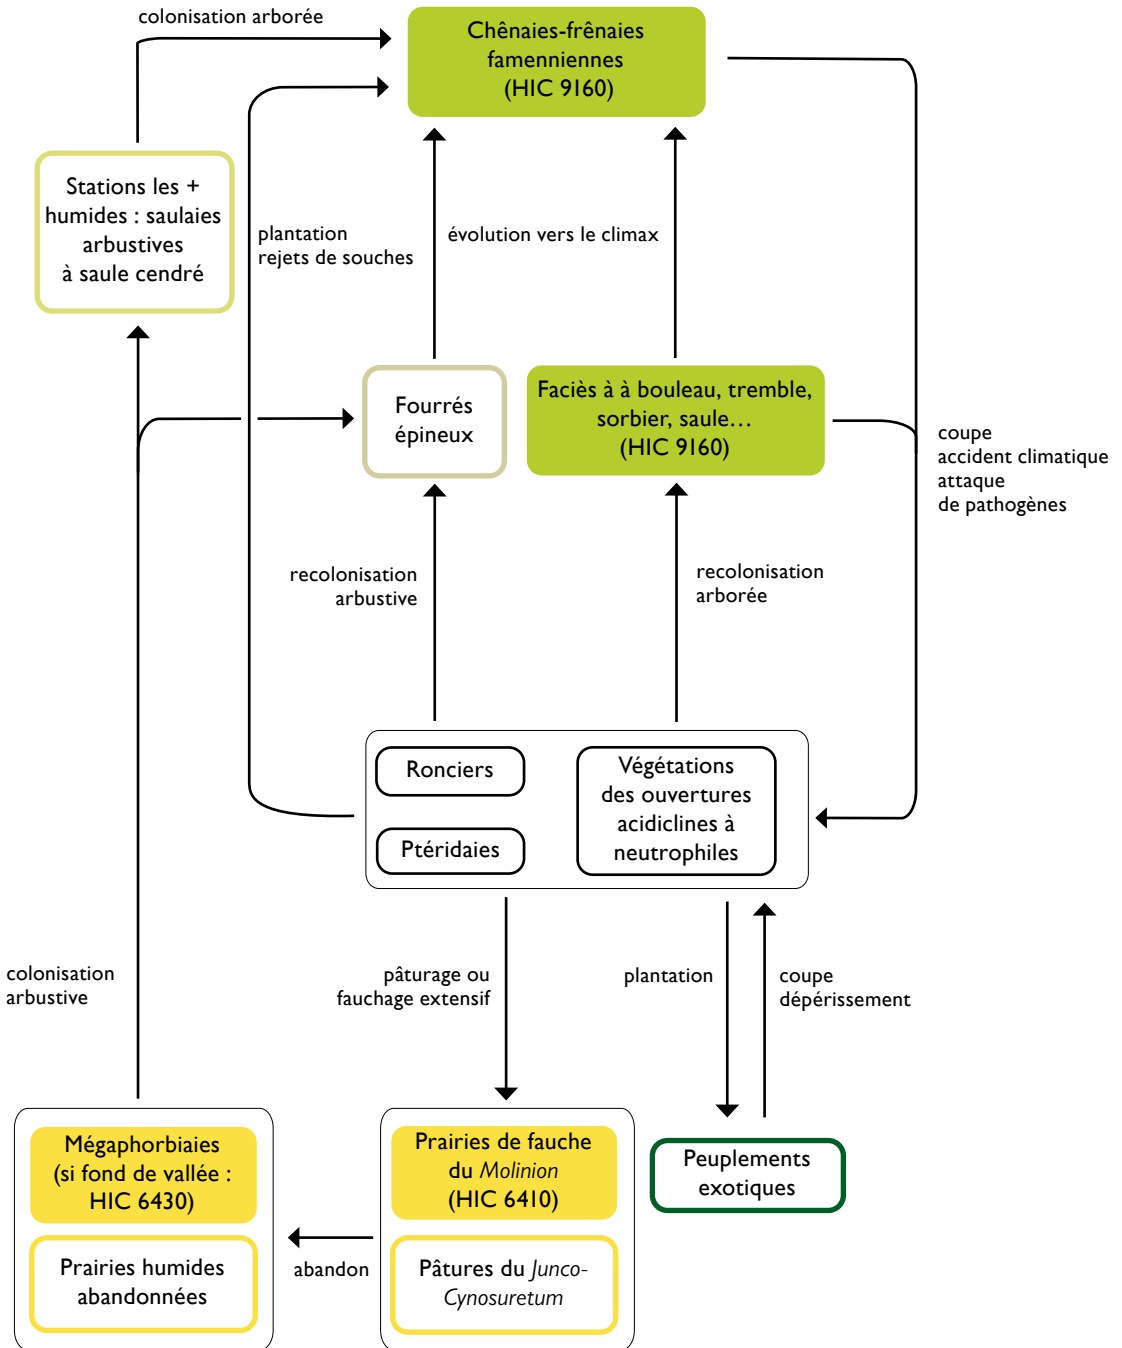 colonisation arborée
Chênaies-frênaies
famenniennes
(HIC 9160)
Stations les +
humides : saulaies
arbustives
à saule cendré
plantation
rejets de souches
évolution vers le climax
Fourrés
épineux
Faciès à à bouleau, tremble,
sorbier, saule…
(HIC 9160)
coupe
accident climatique
attaque
de pathogènes
recolonisation
arbustive
recolonisation
arborée
Ronciers
Ptéridaies
Végétations
des ouvertures
acidiclines à
neutrophiles
colonisation
arbustive
pâturage ou
fauchage extensif
plantation
coupe
dépérissement
Mégaphorbiaies
(si fond de vallée :
HIC 6430)
Prairies humides
abandonnées
abandon
Prairies de fauche
du Molinion
(HIC 6410)
Pâtures du Junco-
Cynosuretum
Peuplements
exotiques